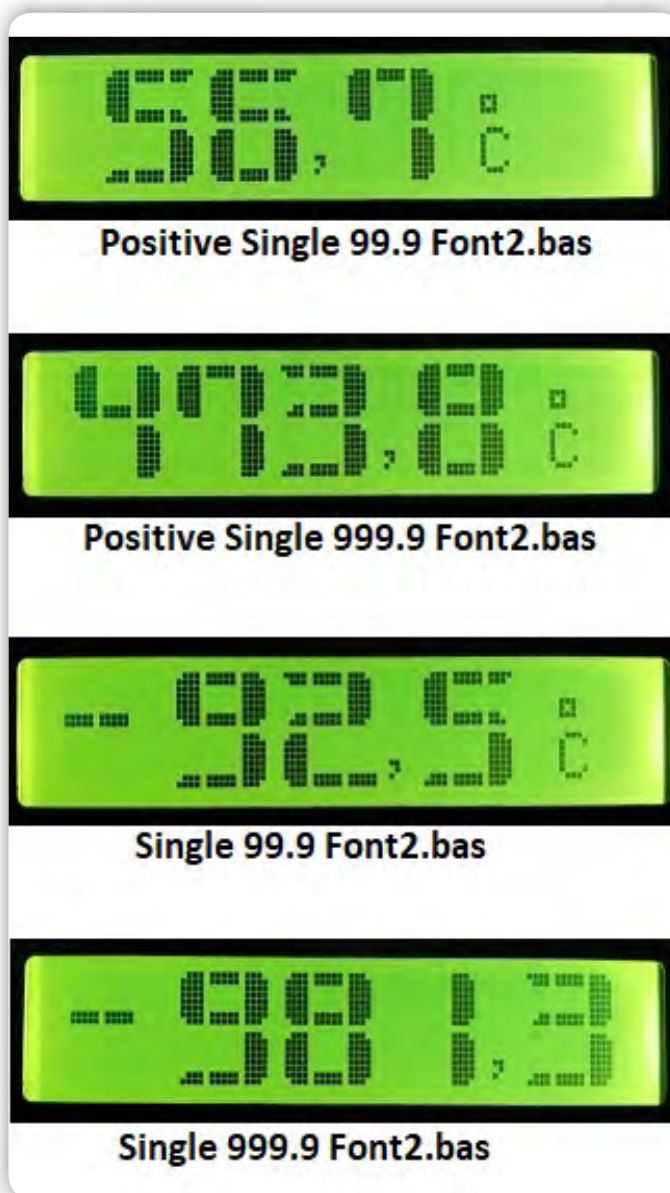 56,7°C
Positive Single 99.9 Font2.bas
473,8°C
Positive Single 999.9 Font2.bas
-92,5°C
Single 99.9 Font2.bas
-981,3
Single 999.9 Font2.bas